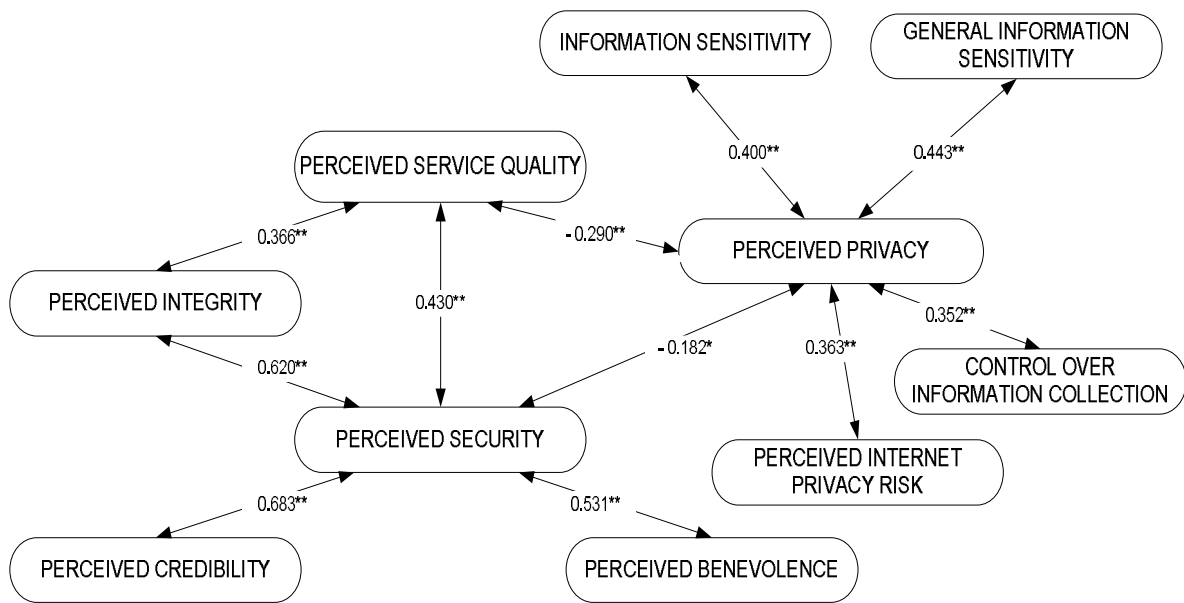 INFORMATION SENSITIVITY
GENERAL INFORMATION
SENSITIVITY
0.400**
0.443**
PERCEIVED SERVICE QUALITY
0.366**
- 0.290**
PERCEIVED PRIVACY
PERCEIVED INTEGRITY
0.430**
0.352**
- 0.182*
0.363**
0.620**
CONTROL OVER
INFORMATION COLLECTION
PERCEIVED SECURITY
PERCEIVED INTERNET
PRIVACY RISK
0.683**
0.531**
PERCEIVED CREDIBILITY
PERCEIVED BENEVOLENCE